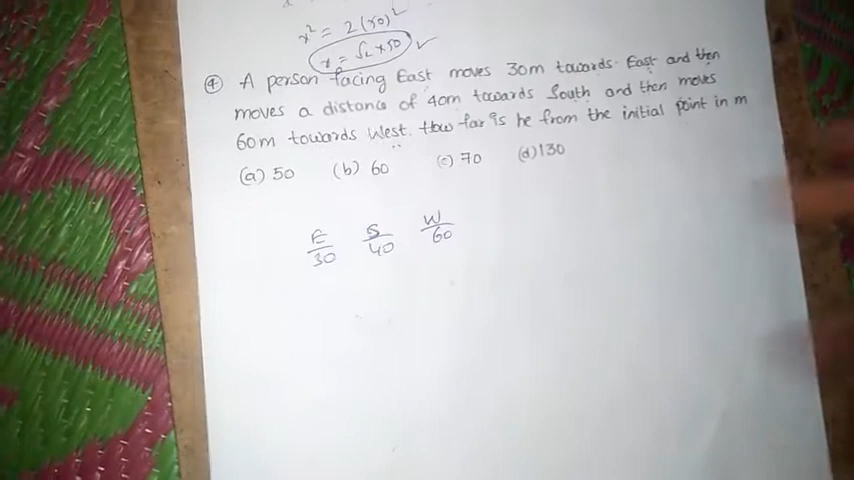 x² = 2(50)²
x = √2 × 50 ✓
④ A person facing East moves 30m towards East and then
moves a distance of 40m towards South and then moves
60m towards West. How far is he from the initial point in m
(a) 50 (b) 60 (c) 70 (d) 130
E S W
30 40 60